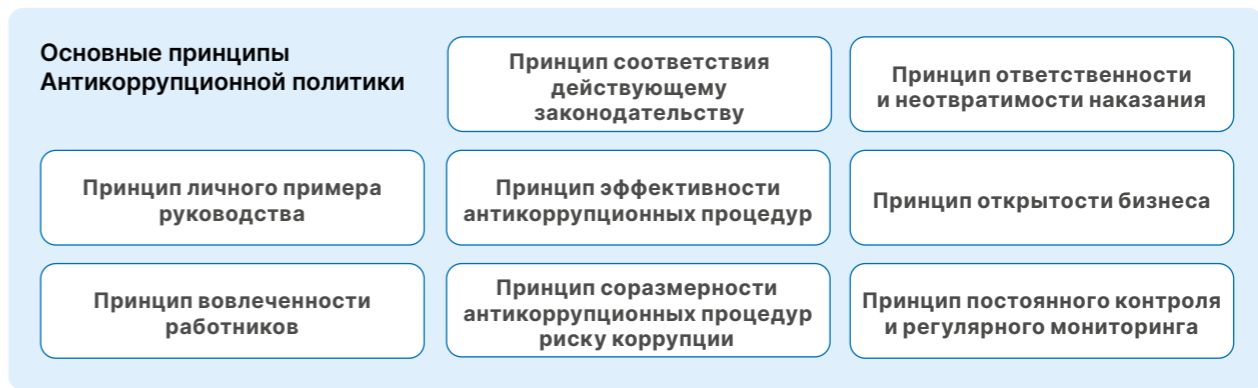 Основные принципы
Антикоррупционной политики
Принцип соответствия
действующему
законодательству
Принцип ответственности
и неотвратимости наказания
Принцип личного примера
руководства
Принцип эффективности
антикоррупционных процедур
Принцип открытости бизнеса
Принцип вовлеченности
работников
Принцип соразмерности
антикоррупционных процедур
риску коррупции
Принцип постоянного контроля
и регулярного мониторинга